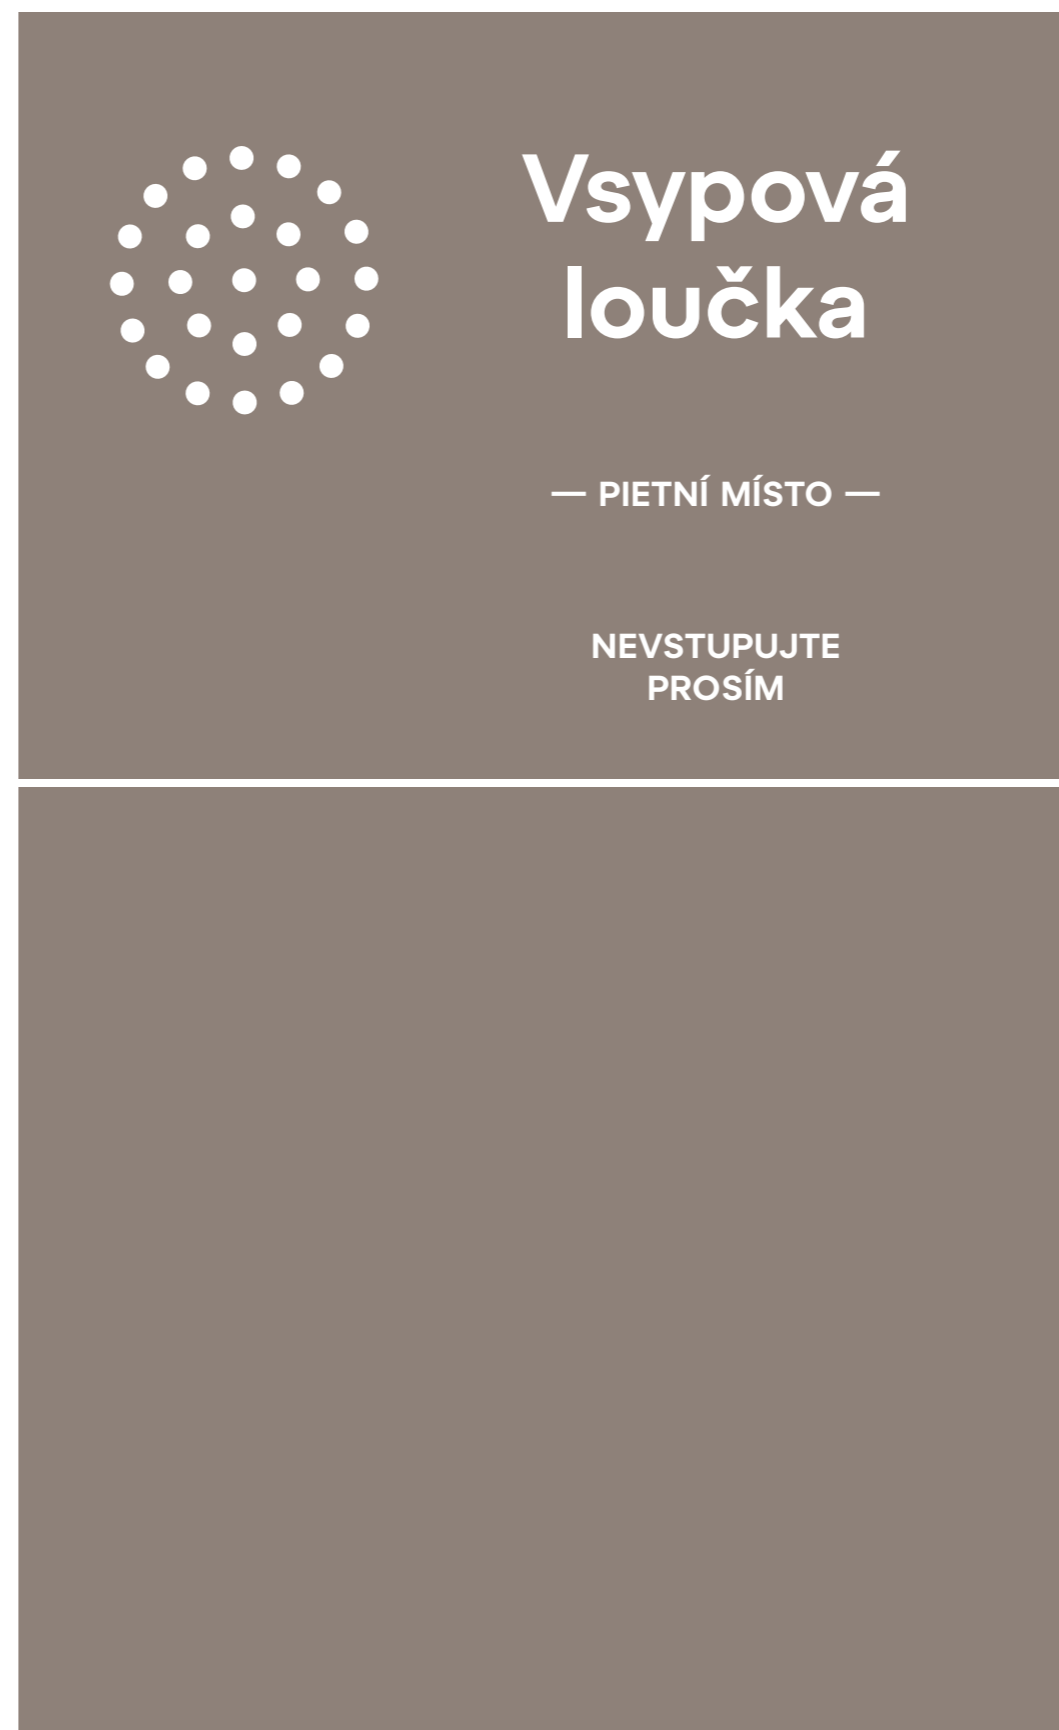 Vsypová
loučka
— PIETNÍ MÍSTO —
NEVSTUPUJTE
PROSÍM